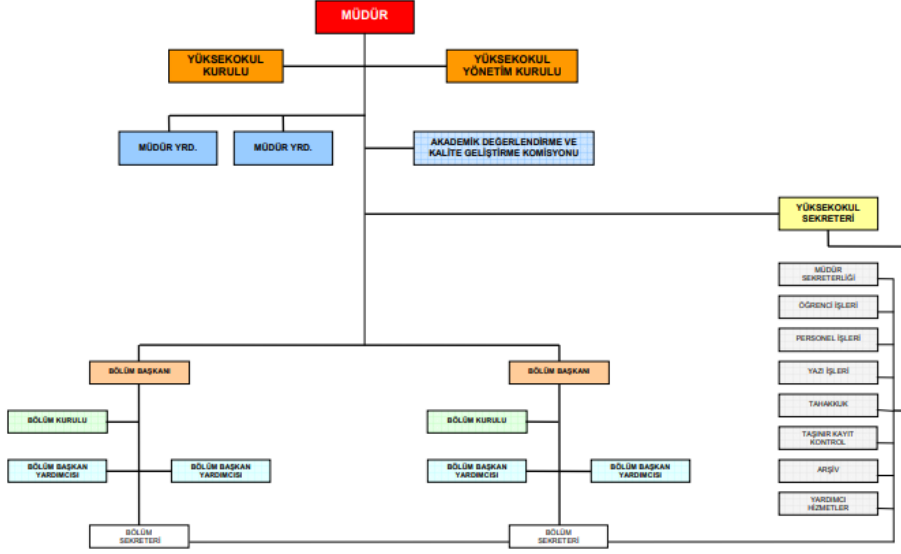 MÜDÜR
YÜKSEKOKUL
KURULU
YÜKSEKOKUL
YÖNETİM KURULU
MÜDÜR YRD.
MÜDÜR YRD.
AKADEMİK DEĞERLENDİRME VE
KALİTE GELİŞTİRME KOMİSYONU
YÜKSEKOKUL
SEKRETERİ
MÜDÜR
SEKRETERLİĞİ
ÖĞRENCİ İŞLERİ
PERSONEL İŞLERİ
YAZI İŞLERİ
TAHAKKUK
TAŞINIR KAYIT
KONTROL
ARŞİV
YARDIMCI
HİZMETLER
BÖLÜM BAŞKANI
BÖLÜM BAŞKANI
BÖLÜM KURULU
BÖLÜM KURULU
BÖLÜM BAŞKAN
YARDIMCISI
BÖLÜM BAŞKAN
YARDIMCISI
BÖLÜM BAŞKAN
YARDIMCISI
BÖLÜM BAŞKAN
YARDIMCISI
BÖLÜM
SEKRETERİ
BÖLÜM
SEKRETERİ